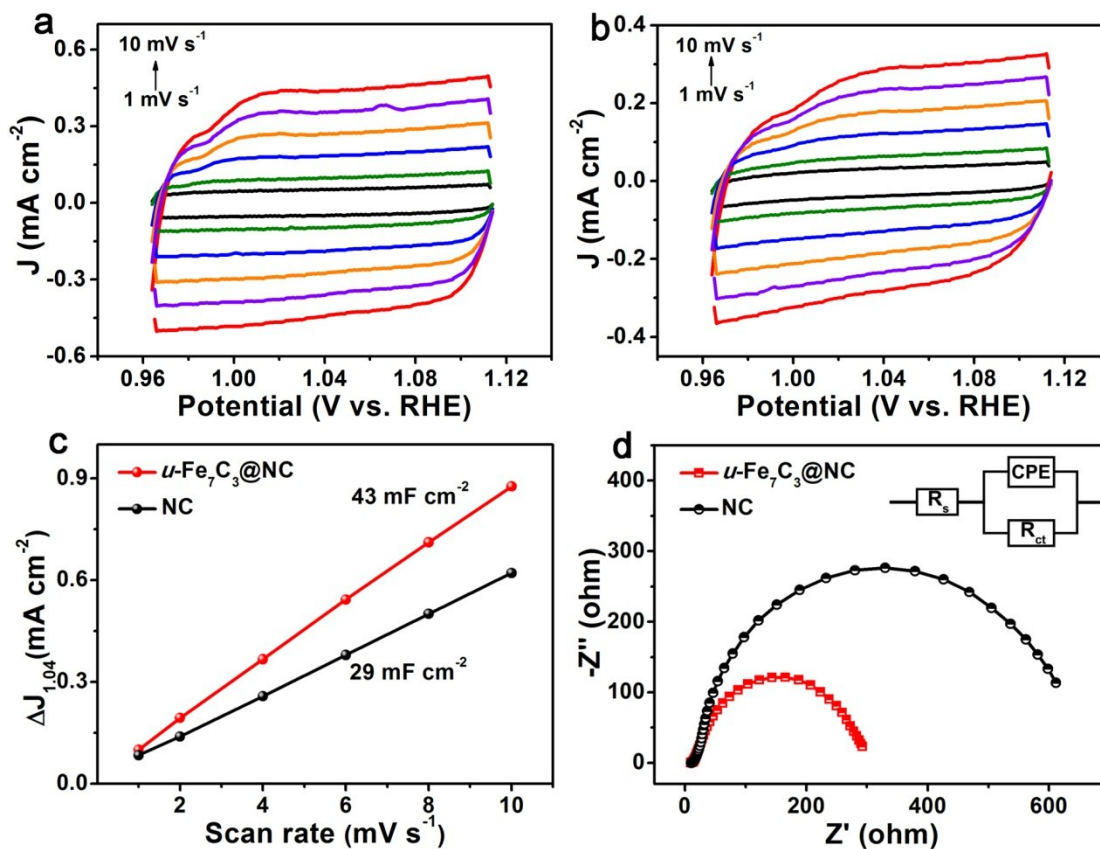 a
10 mV s⁻¹
1 mV s⁻¹
J (mA cm⁻²)
0.6
0.3
0.0
-0.3
-0.6
0.96 1.00 1.04 1.08 1.12
Potential (V vs. RHE)
b
10 mV s⁻¹
1 mV s⁻¹
J (mA cm⁻²)
0.4
0.2
0.0
-0.2
-0.4
0.96 1.00 1.04 1.08 1.12
Potential (V vs. RHE)
c
u-Fe₇C₃@NC
NC
43 mF cm⁻²
29 mF cm⁻²
ΔJ₁.₀₄(mA cm⁻²)
0.9
0.6
0.3
0.0
2 4 6 8 10
Scan rate (mV s⁻¹)
d
u-Fe₇C₃@NC
NC
CPE
Rₛ
R_ct
-Z'' (ohm)
400
300
200
100
0
0 200 400 600
Z' (ohm)